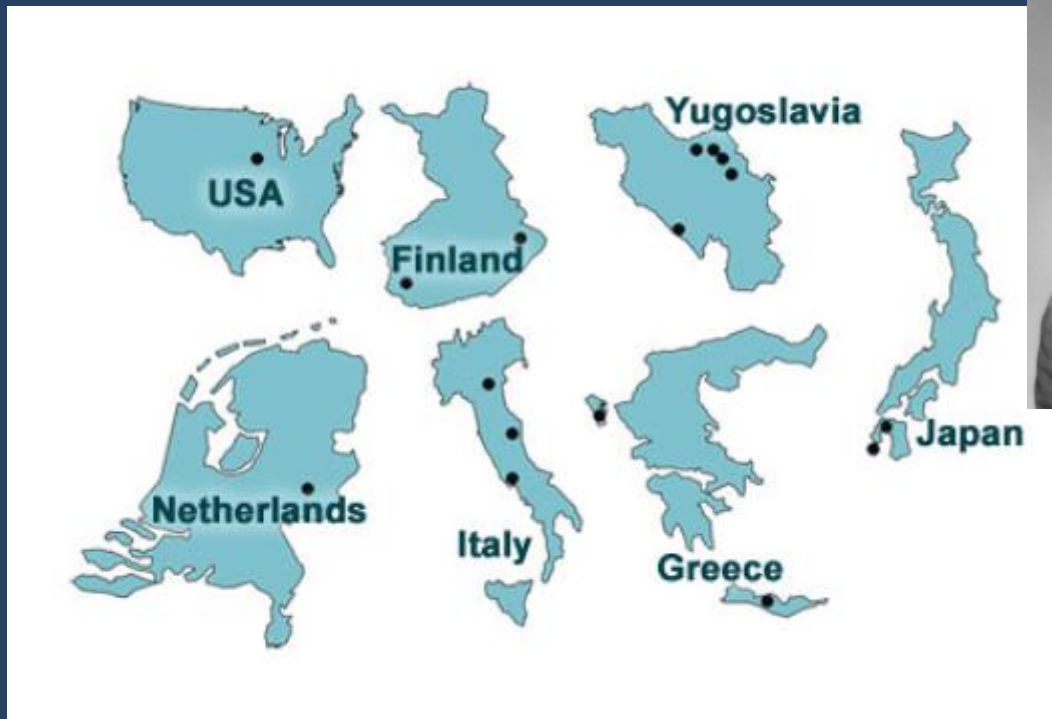 Yugoslavia
USA
Finland
Netherlands
Italy
Greece
Japan